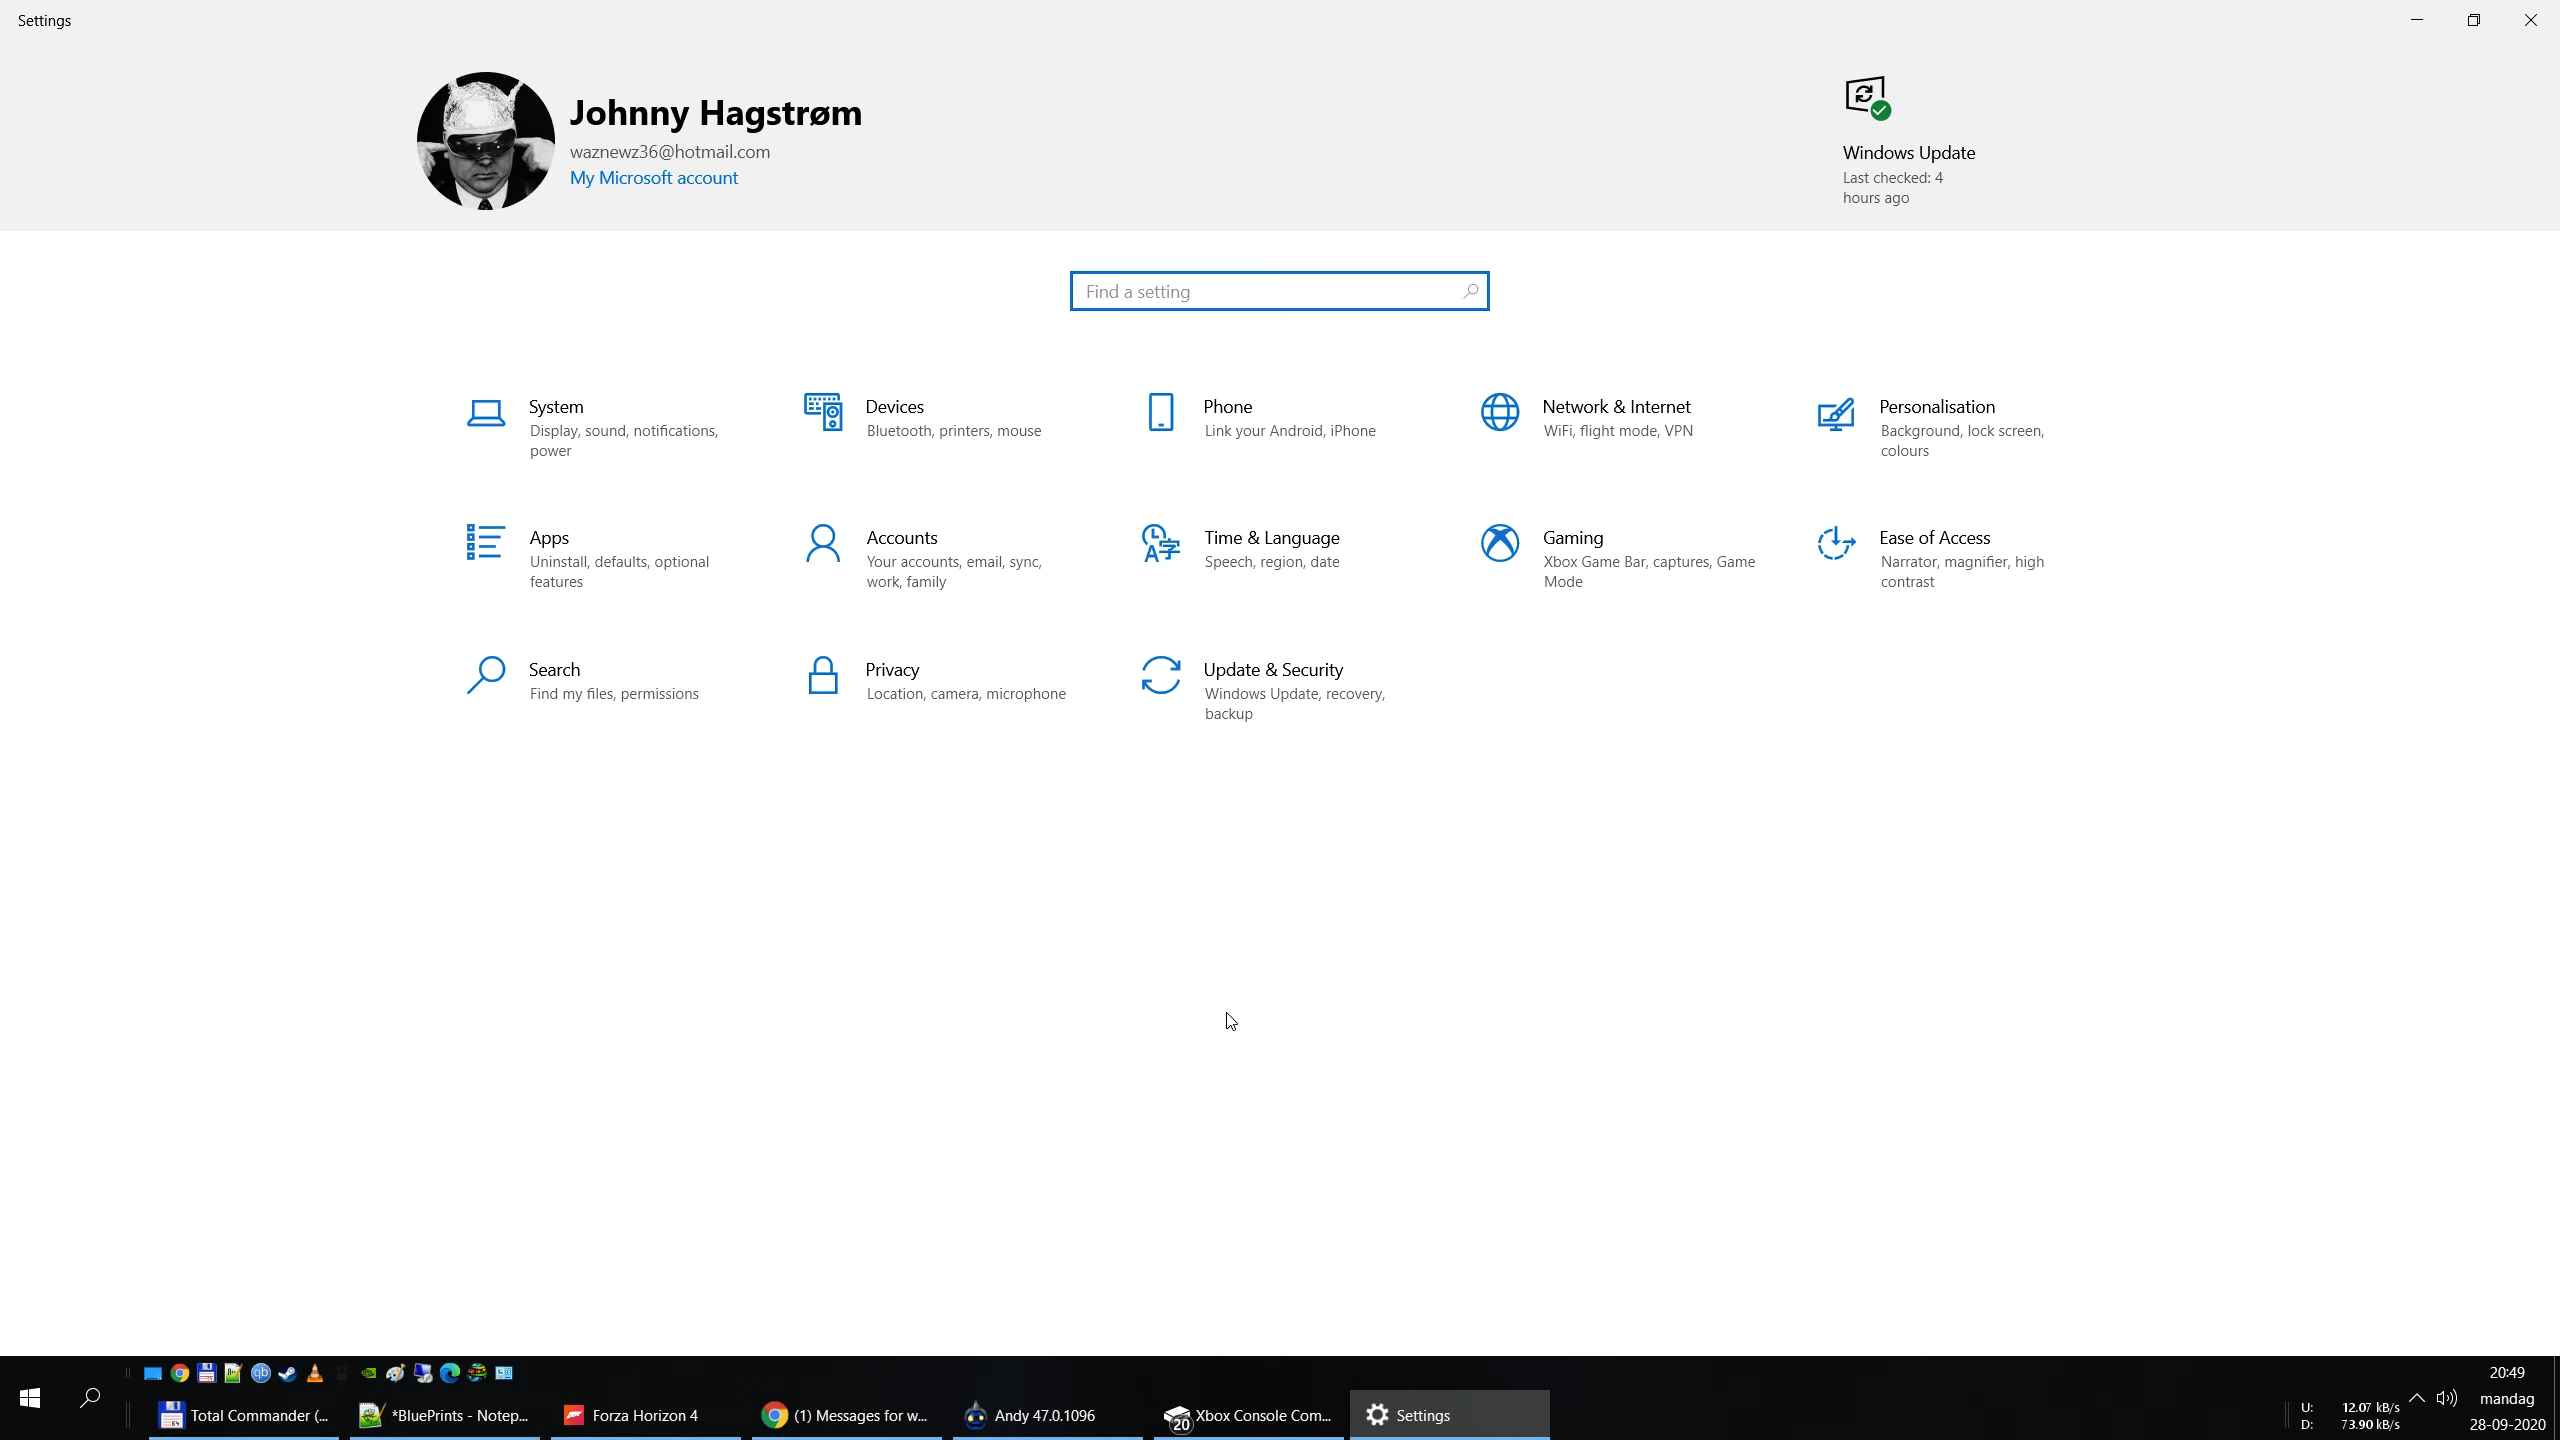 Settings
Johnny Hagstrøm
waznewz36@hotmail.com
My Microsoft account
Windows Update
Last checked: 4
hours ago
Find a setting
System
Display, sound, notifications,
power
Devices
Bluetooth, printers, mouse
Phone
Link your Android, iPhone
Network & Internet
WiFi, flight mode, VPN
Personalisation
Background, lock screen,
colours
Apps
Uninstall, defaults, optional
features
Accounts
Your accounts, email, sync,
work, family
Time & Language
Speech, region, date
Gaming
Xbox Game Bar, captures, Game
Mode
Ease of Access
Narrator, magnifier, high
contrast
Search
Find my files, permissions
Privacy
Location, camera, microphone
Update & Security
Windows Update, recovery,
backup
qb
64
Total Commander (...
*BluePrints - Notep...
Forza Horizon 4
(1) Messages for w...
Andy 47.0.1096
20
Xbox Console Com...
Settings
U: 12.07 kB/s
D: 73.90 kB/s
20:49
mandag
28-09-2020